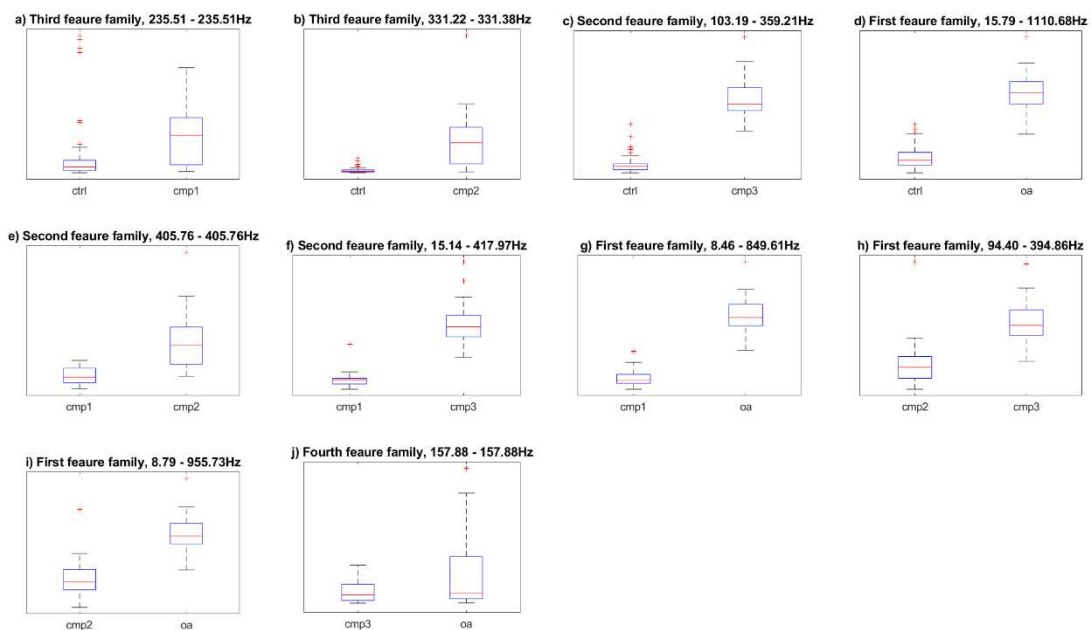 a) Third feaure family, 235.51 - 235.51Hz
ctrl cmp1
b) Third feaure family, 331.22 - 331.38Hz
ctrl cmp2
c) Second feaure family, 103.19 - 359.21Hz
ctrl cmp3
d) First feaure family, 15.79 - 1110.68Hz
ctrl oa
e) Second feaure family, 405.76 - 405.76Hz
cmp1 cmp2
f) Second feaure family, 15.14 - 417.97Hz
cmp1 cmp3
g) First feaure family, 8.46 - 849.61Hz
cmp1 oa
h) First feaure family, 94.40 - 394.86Hz
cmp2 cmp3
i) First feaure family, 8.79 - 955.73Hz
cmp2 oa
j) Fourth feaure family, 157.88 - 157.88Hz
cmp3 oa